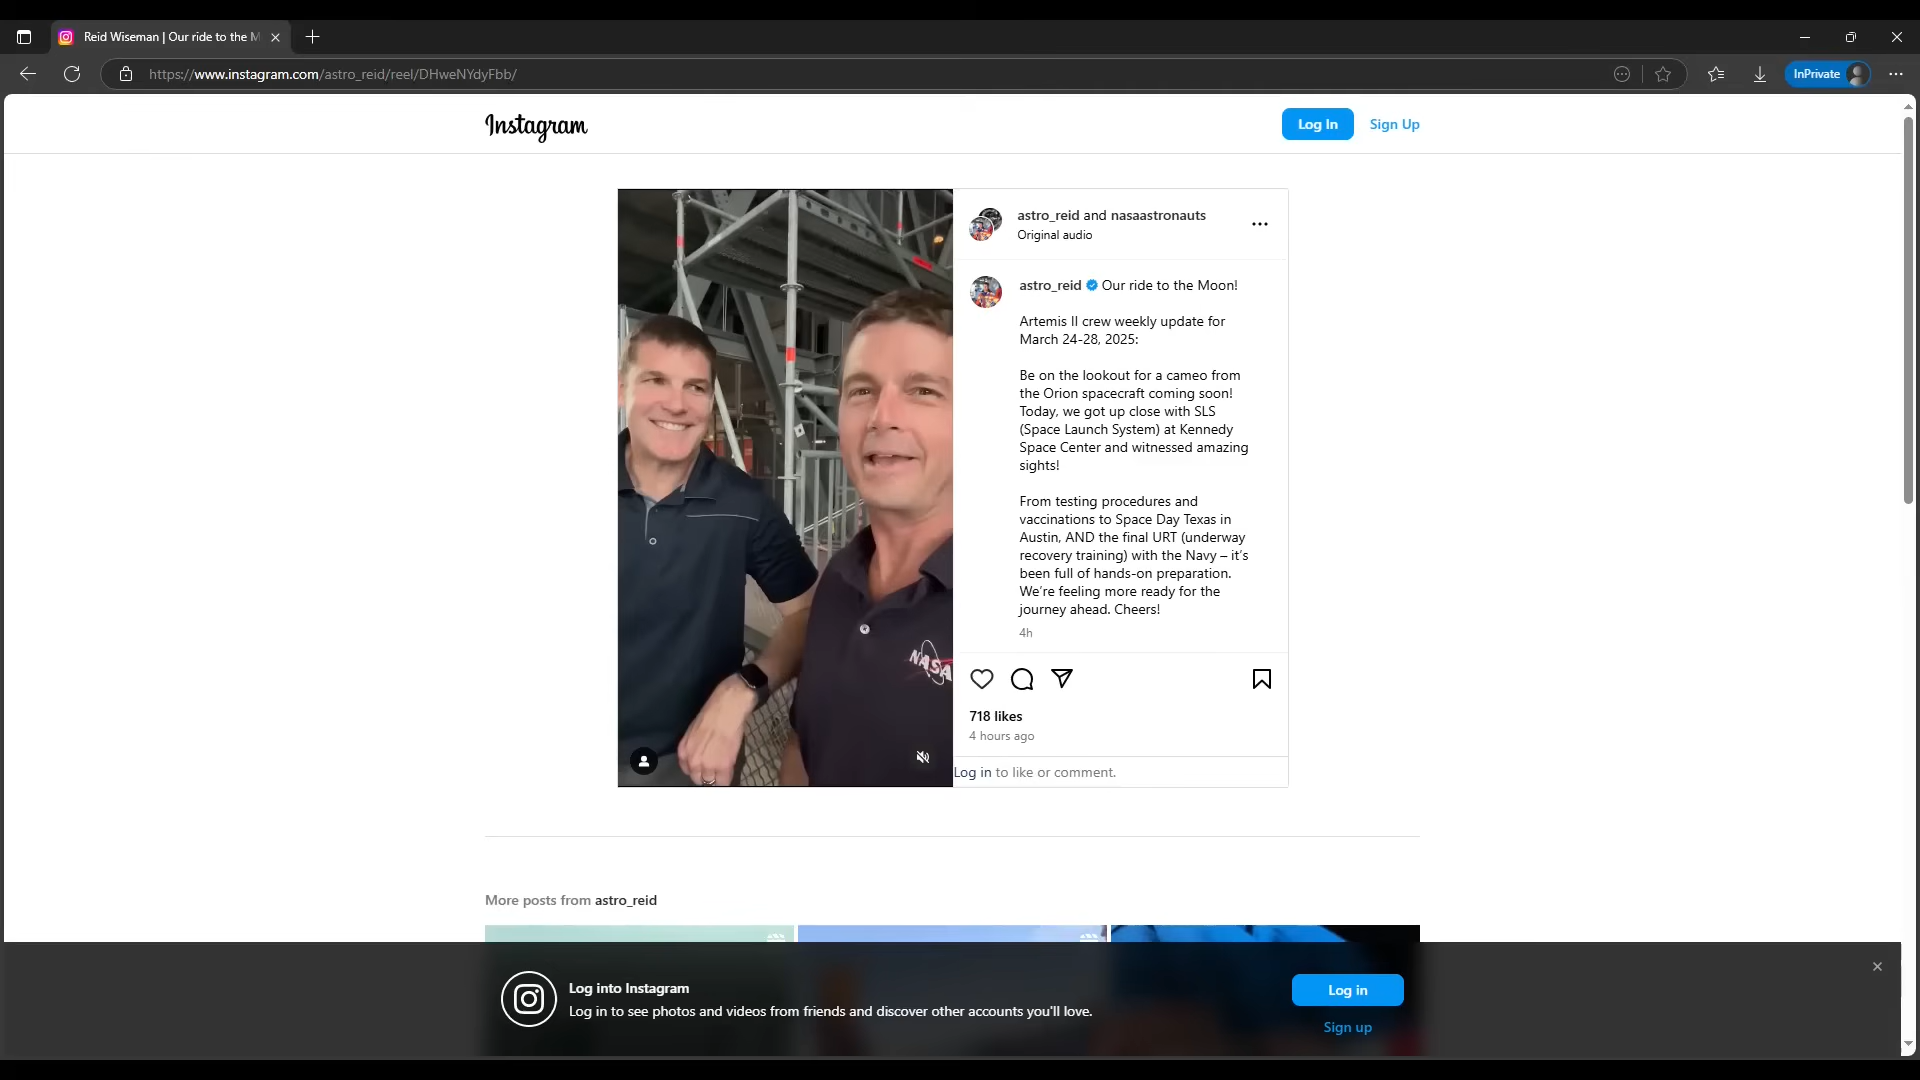 Reid Wiseman | Our ride to the M
https://www.instagram.com/astro_reid/reel/DHweNYdyFbb/
InPrivate
Instagram
Log In
Sign Up
astro_reid and nasaastronauts
Original audio
astro_reid Our ride to the Moon!
Artemis II crew weekly update for
March 24-28, 2025:
Be on the lookout for a cameo from
the Orion spacecraft coming soon!
Today, we got up close with SLS
(Space Launch System) at Kennedy
Space Center and witnessed amazing
sights!
From testing procedures and
vaccinations to Space Day Texas in
Austin, AND the final URT (underway
recovery training) with the Navy – it's
been full of hands-on preparation.
We're feeling more ready for the
journey ahead. Cheers!
4h
NASA
718 likes
4 hours ago
Log in to like or comment.
More posts from astro_reid
Log into Instagram
Log in to see photos and videos from friends and discover other accounts you'll love.
Log in
Sign up